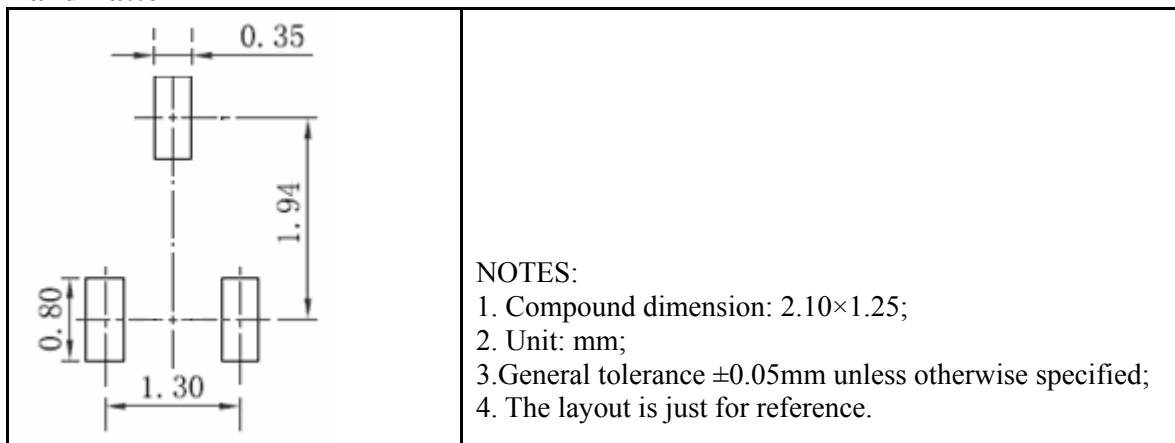 0. 35
1. 94
0. 80
1. 30
NOTES:
1. Compound dimension: 2.10×1.25;
2. Unit: mm;
3.General tolerance ±0.05mm unless otherwise specified;
4. The layout is just for reference.